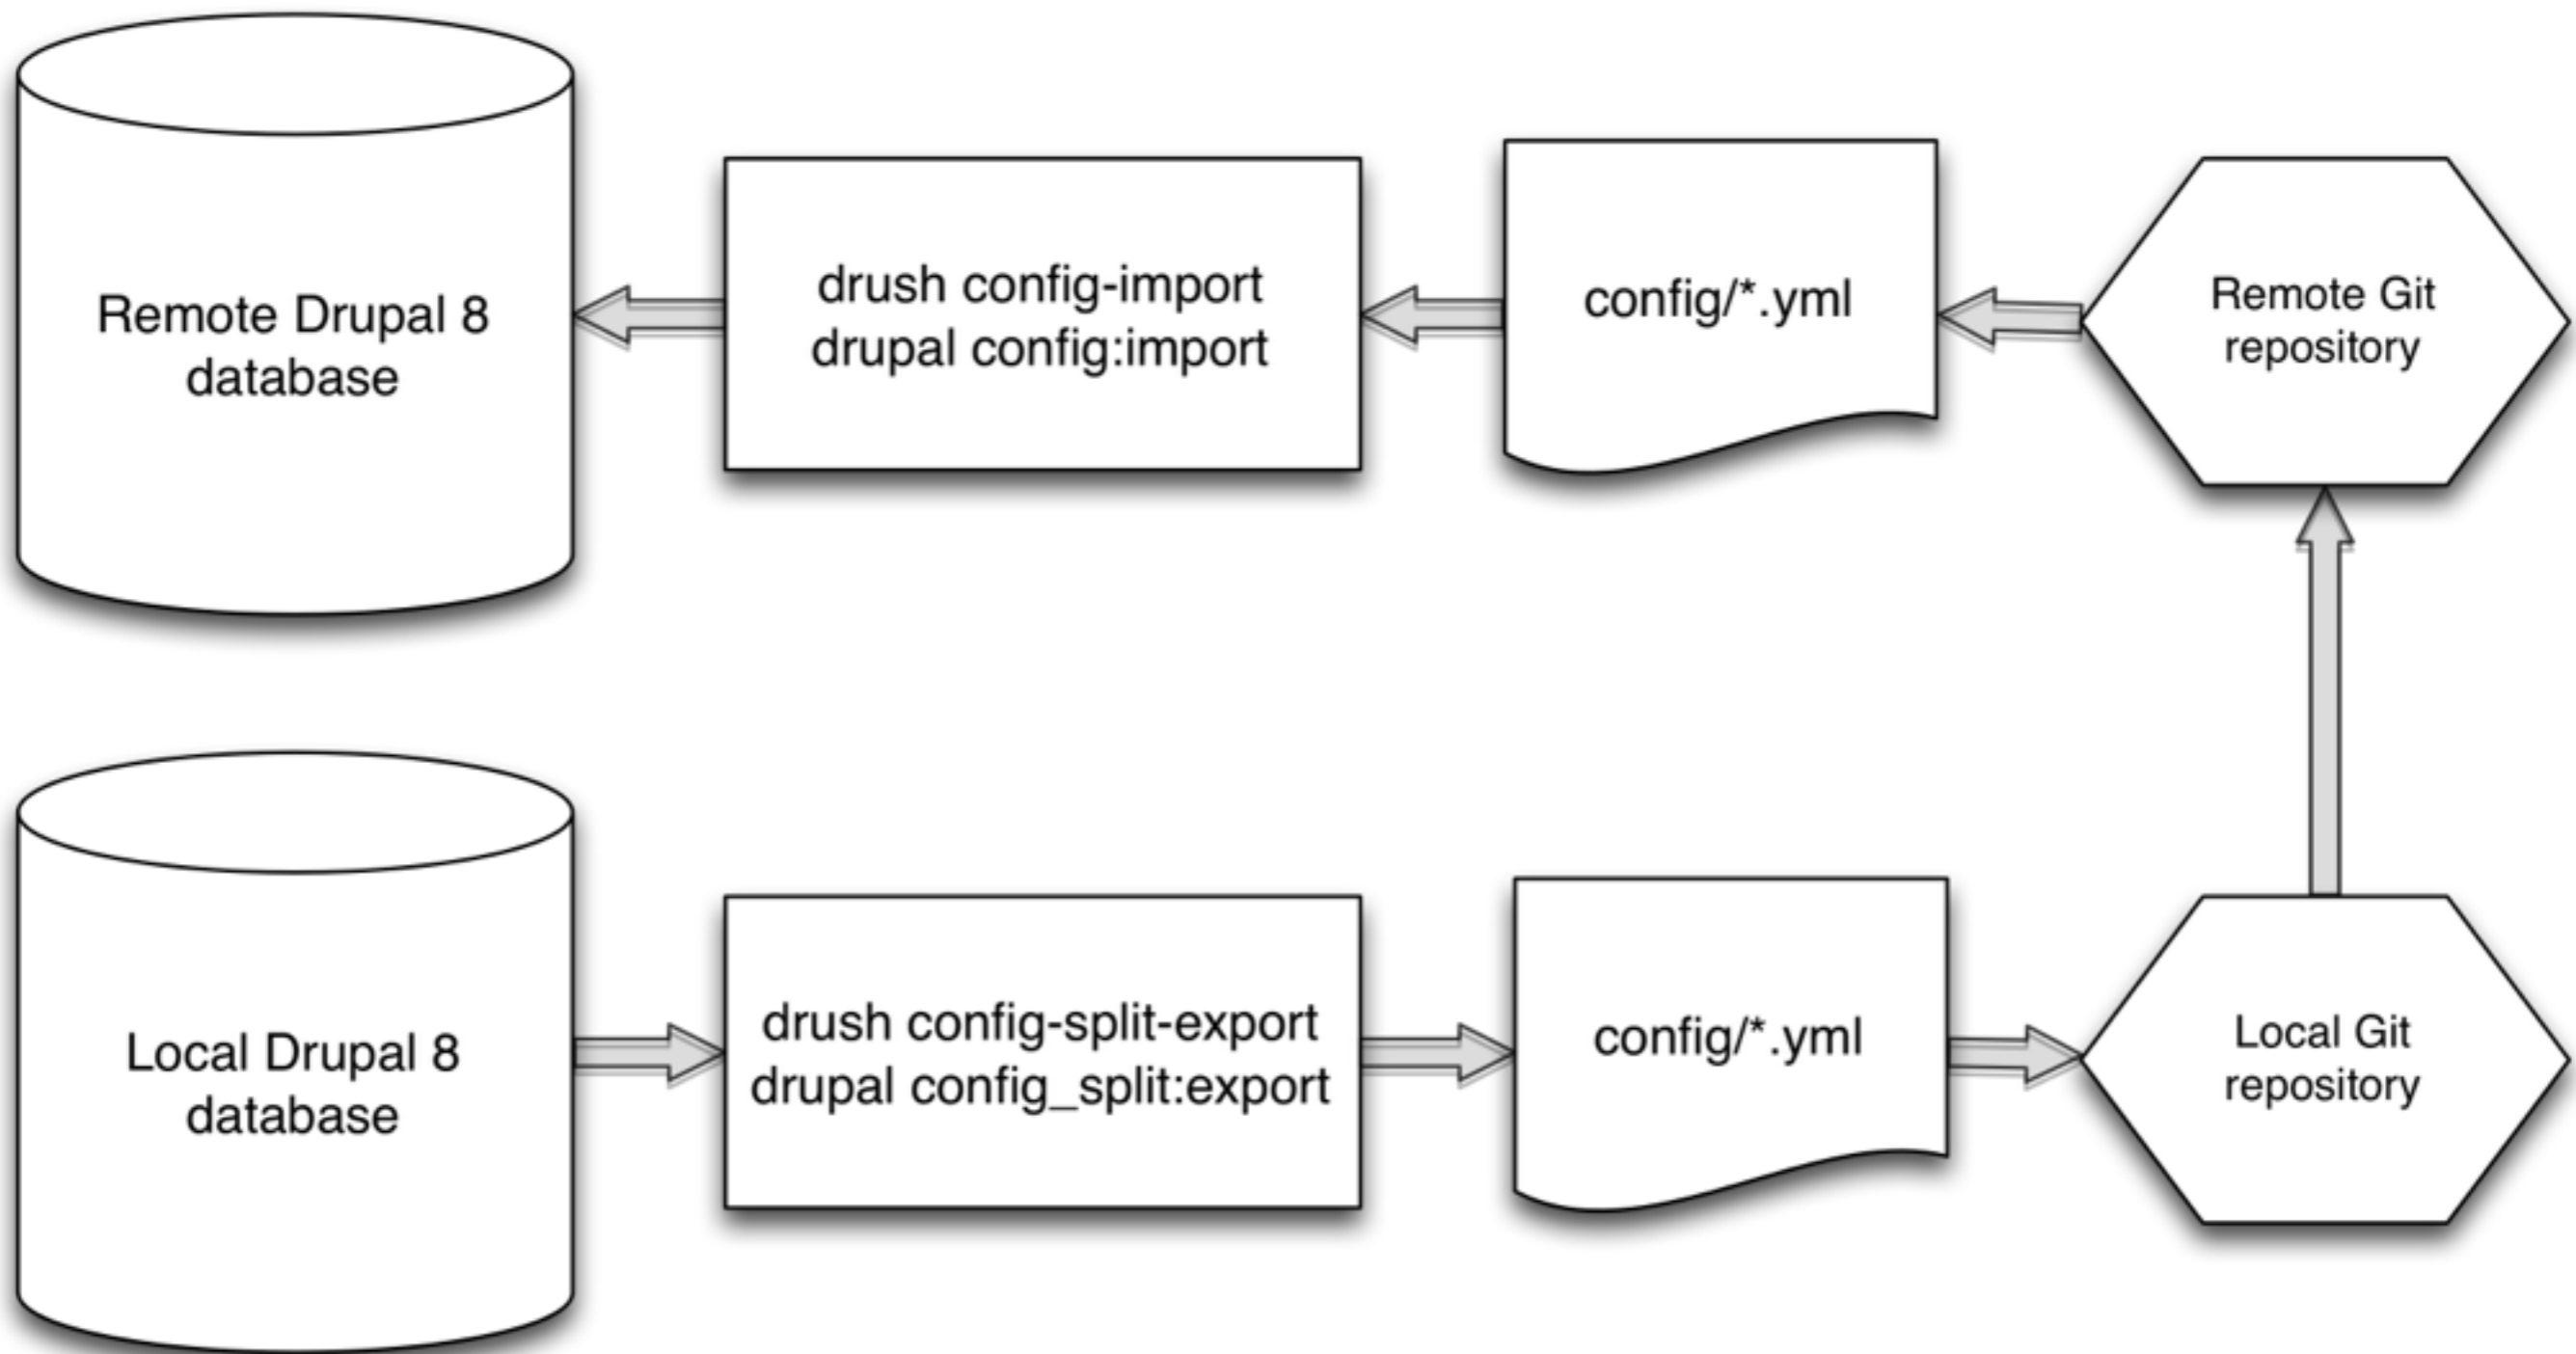 Remote Drupal 8
database
drush config-import
drupal config:import
config/*.yml
Remote Git
repository
Local Drupal 8
database
drush config-split-export
drupal config_split:export
config/*.yml
Local Git
repository